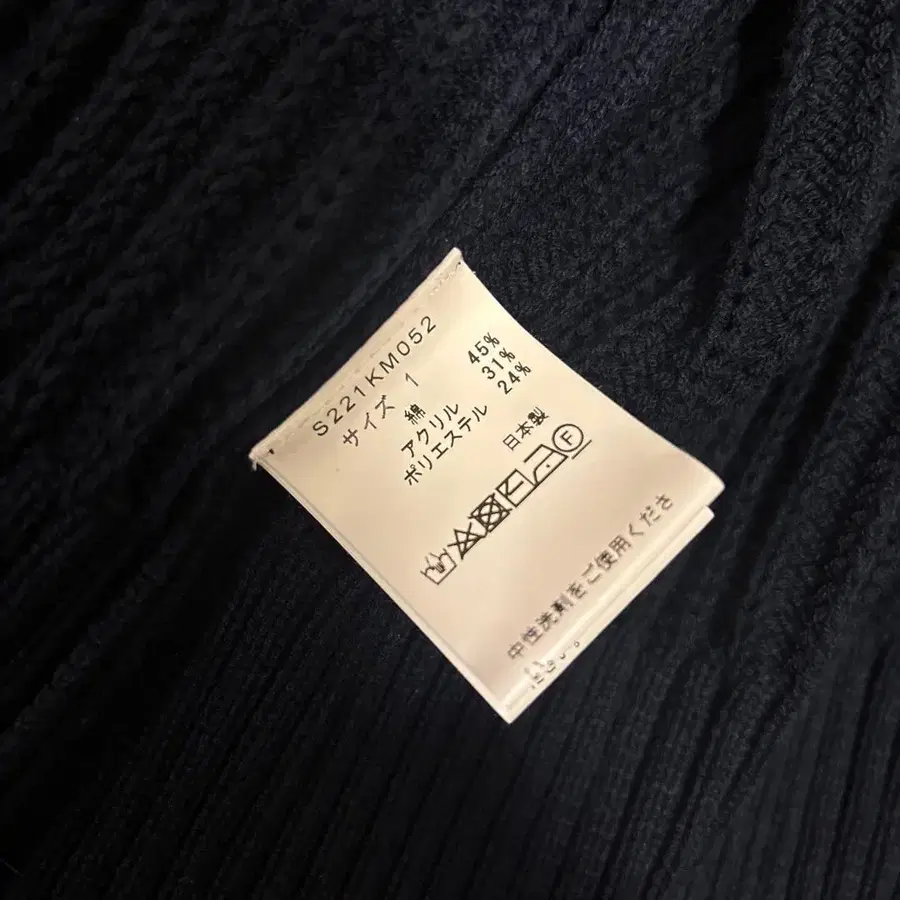 S221KM052
サイズ 1
綿 45%
アクリル 31%
ポリエステル 24%
日本製
F
中性洗剤をご使用くださ